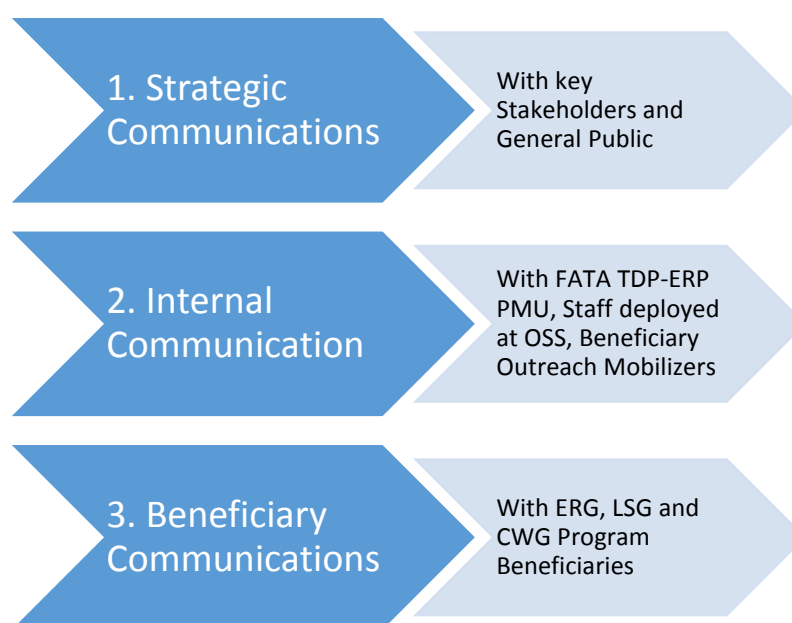 1. Strategic
Communications
With key
Stakeholders and
General Public
2. Internal
Communication
With FATA TDP-ERP
PMU, Staff deployed
at OSS, Beneficiary
Outreach Mobilizers
3. Beneficiary
Communications
With ERG, LSG and
CWG Program
Beneficiaries